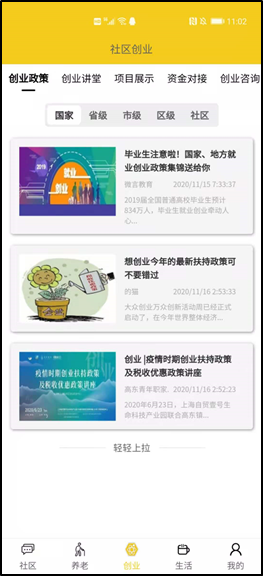 11:02
社区创业
创业政策 创业讲堂 项目展示 资金对接 创业咨询
国家 省级 市级 区级 社区
就业
创业
毕业生注意啦！国家、地方就
业创业政策集锦送给你
雅言教育 2020/11/15 7:33:37
2019届全国普通高校毕业生预计
834万人，毕业生就业创业牵动人
心...
想创业今年的最新扶持政策可
不要错过
的猫 2020/11/16 2:53:33
大众创业万众创新活动周已经正式
启动了，在今年世界整体经济...
疫情时期创业扶持政策
及税收优惠政策讲座
创业 |疫情时期创业扶持政策
及税收优惠政策讲座
高东青年职家. 2020/11/16 2:52:23
2020年6月23日，上海自贸壹号生
命科技产业园联合高东镇...
轻轻上拉
社区 养老 创业 生活 我的